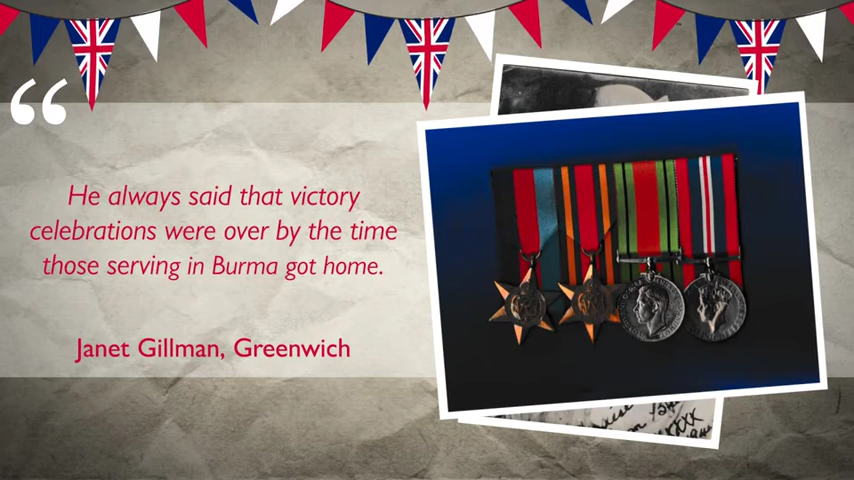 “
He always said that victory
celebrations were over by the time
those serving in Burma got home.
Janet Gillman, Greenwich